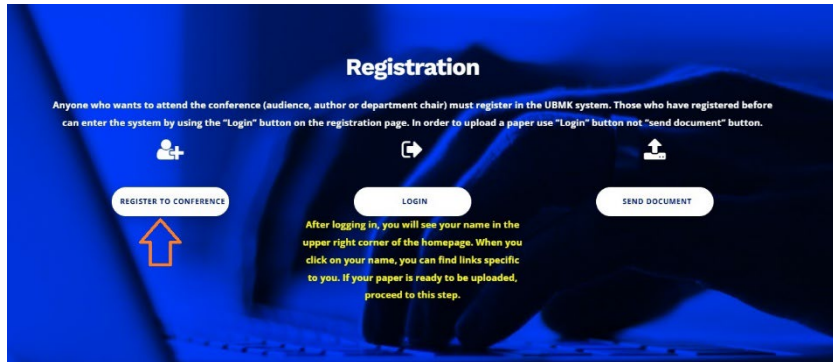 Registration
Anyone who wants to attend the conference (audience, author or department chair) must register in the UBMK system. Those who have registered before
can enter the system by using the "Login" button on the registration page. In order to upload a paper use "Login" button not "send document" button.
REGISTER TO CONFERENCE
LOGIN
SEND DOCUMENT
After logging in, you will see your name in the
upper right corner of the homepage. When you
click on your name, you can find links specific
to you. If your paper is ready to be uploaded,
proceed to this step.